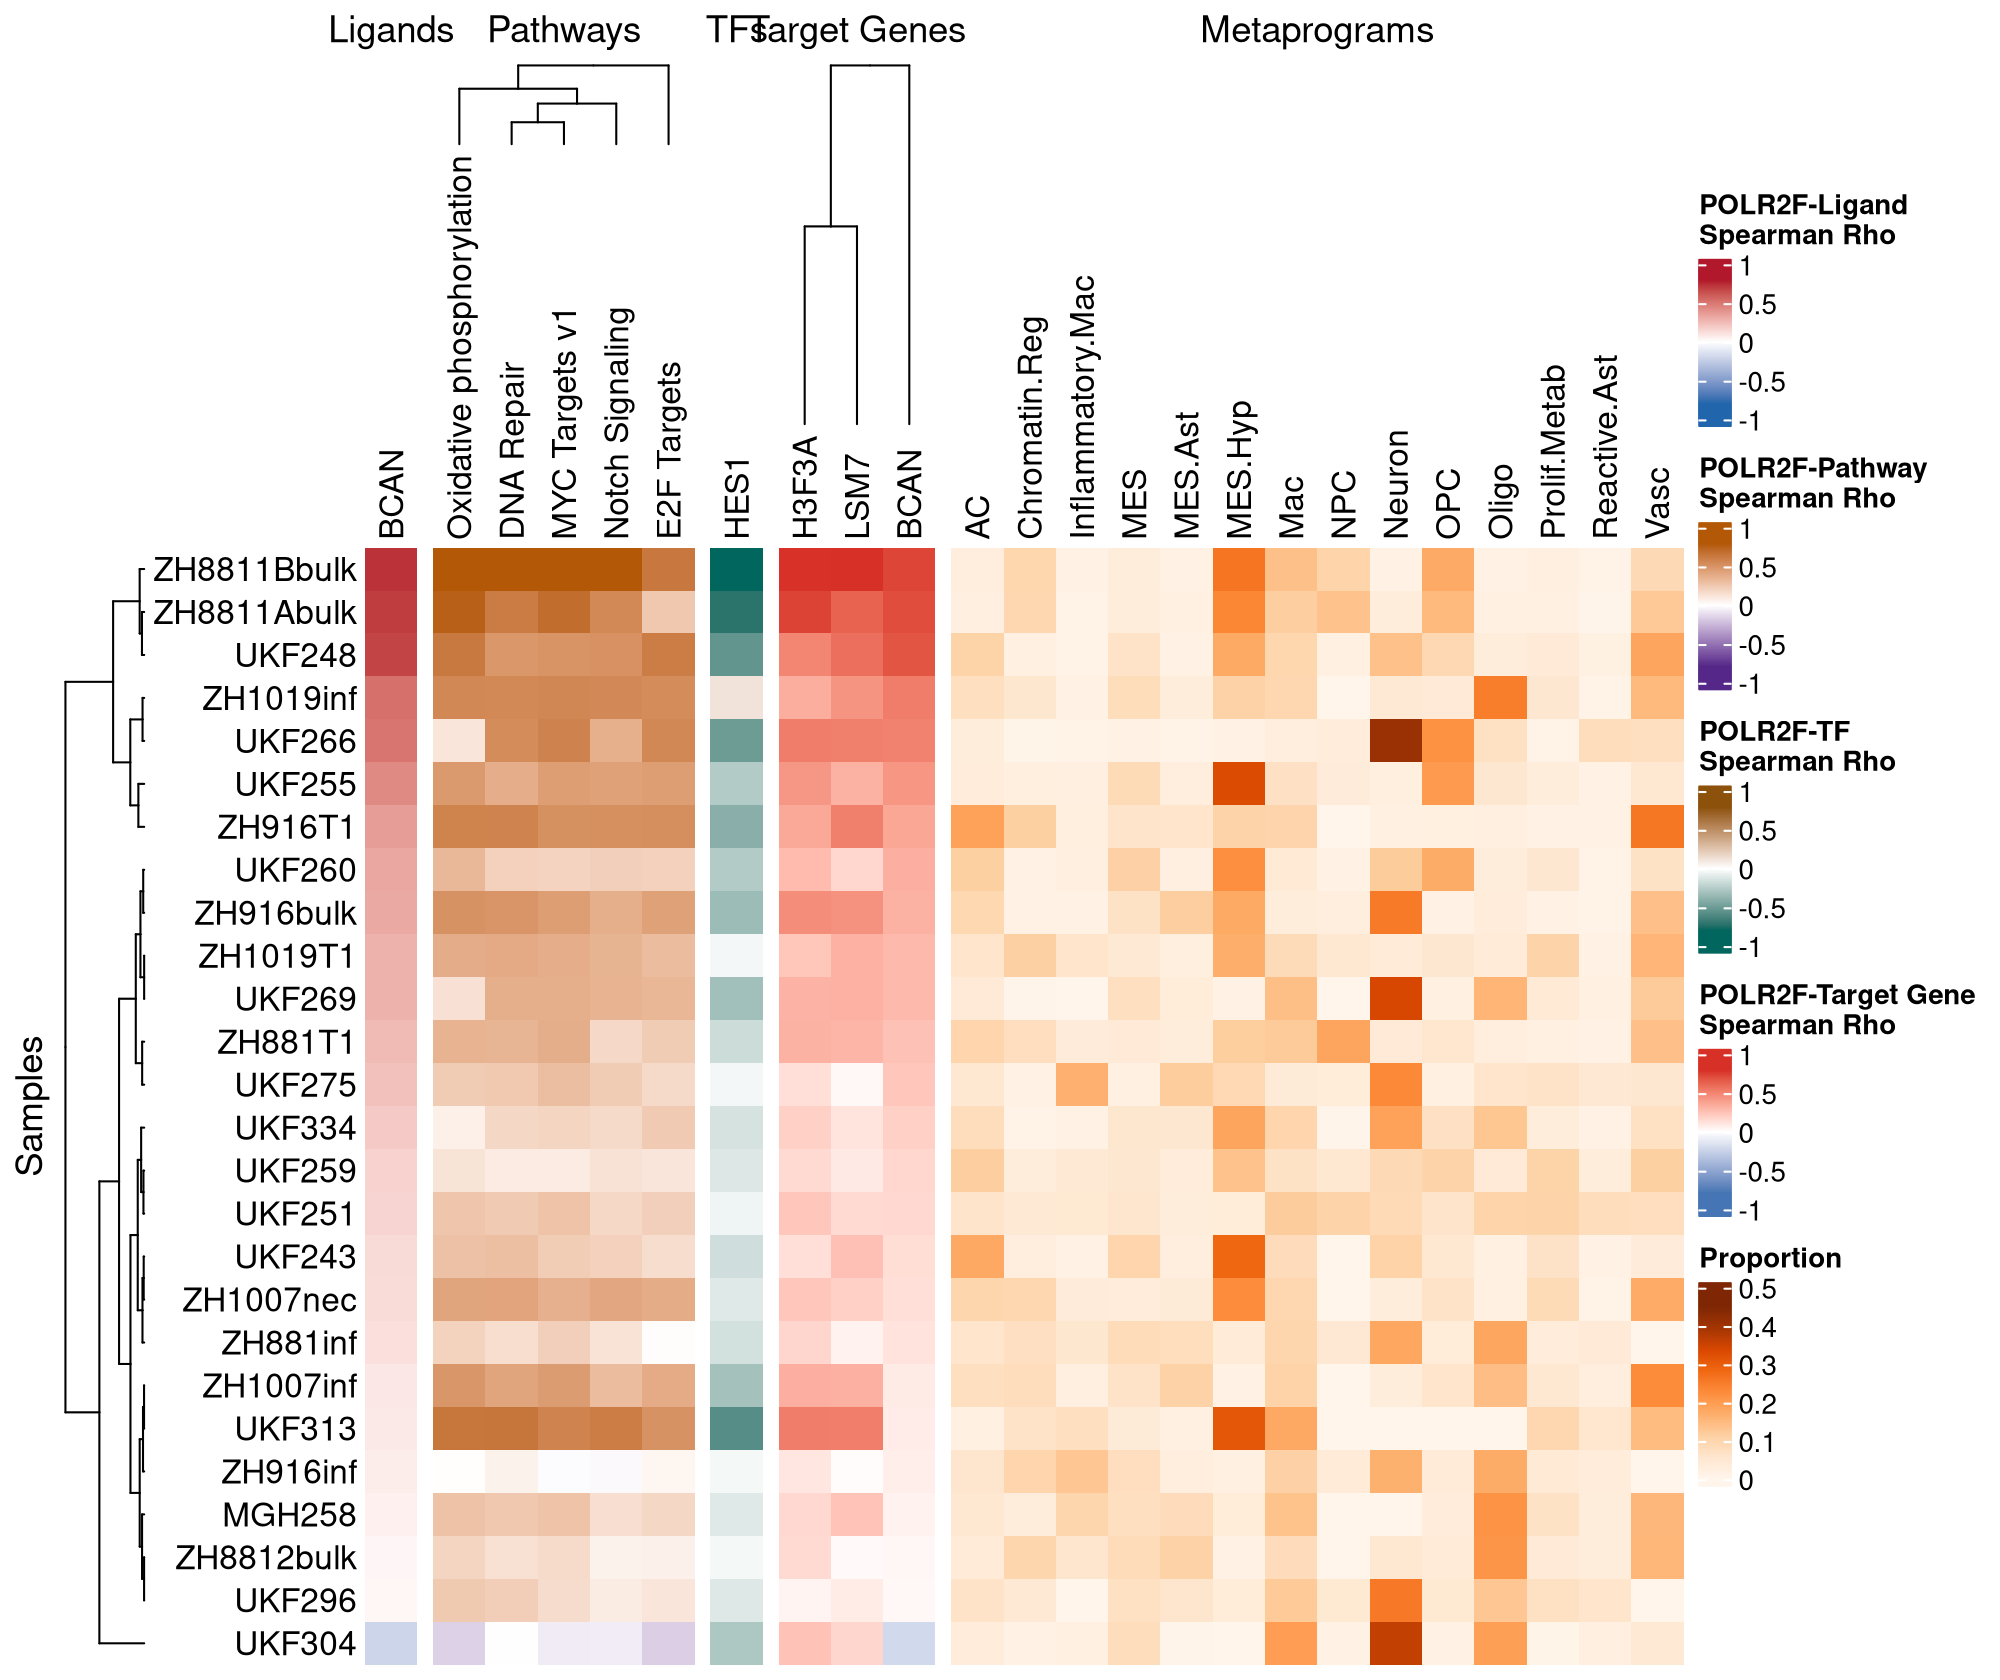 Ligands Pathways TFs Target Genes Metaprograms
BCAN
Oxidative phosphorylation
DNA Repair
MYC Targets v1
Notch Signaling
E2F Targets
HES1
H3F3A
LSM7
BCAN
AC
Chromatin.Reg
Inflammatory.Mac
MES
MES.Ast
MES.Hyp
Mac
NPC
Neuron
OPC
Oligo
Prolif.Metab
Reactive.Ast
Vasc
Samples
ZH8811Bbulk
ZH8811Abulk
UKF248
ZH1019inf
UKF266
UKF255
ZH916T1
UKF260
ZH916bulk
ZH1019T1
UKF269
ZH881T1
UKF275
UKF334
UKF259
UKF251
UKF243
ZH1007nec
ZH881inf
ZH1007inf
UKF313
ZH916inf
MGH258
ZH8812bulk
UKF296
UKF304
POLR2F-Ligand
Spearman Rho
1
0.5
0
-0.5
-1
POLR2F-Pathway
Spearman Rho
1
0.5
0
-0.5
-1
POLR2F-TF
Spearman Rho
1
0.5
0
-0.5
-1
POLR2F-Target Gene
Spearman Rho
1
0.5
0
-0.5
-1
Proportion
0.5
0.4
0.3
0.2
0.1
0